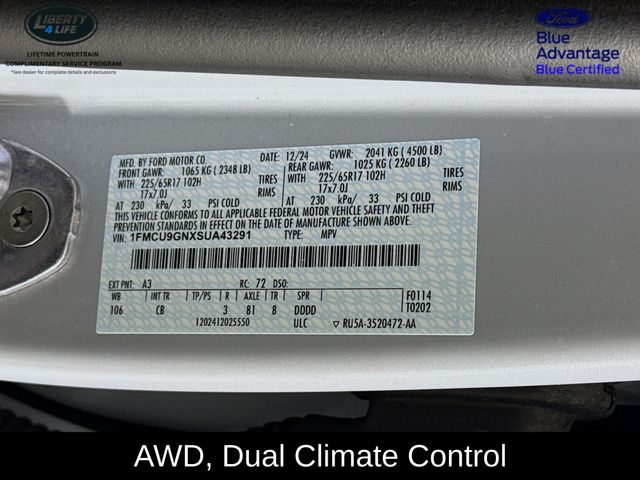 LIBERTY
4 LIFE
LIFETIME POWERTRAIN
COMPLIMENTARY SERVICE PROGRAM
*SEE DEALER FOR COMPLETE DETAILS AND EXCLUSIONS*
Ford
Blue
Advantage
Blue Certified
MFD. BY FORD MOTOR CO. DATE: 12/24 GVWR: 2041 KG (4500 LB)
FRONT GAWR: 1065 KG (2348 LB) REAR GAWR: 1025 KG (2260 LB)
WITH 225/65R17 102H TIRES WITH 225/65R17 102H TIRES
17x7.0J RIMS 17x7.0J RIMS
AT 230 kPa/ 33 PSI COLD AT 230 kPa/ 33 PSI COLD
THIS VEHICLE CONFORMS TO ALL APPLICABLE FEDERAL MOTOR VEHICLE SAFETY, BUMPER, AND THEFT
PREVENTION STANDARDS IN EFFECT ON THE DATE OF MANUFACTURE SHOWN ABOVE.
VIN: 1FMCU9GNXSUA43291 TYPE: MPV
EXT PNT: A3 RC: 72 DSO:
WB INT TR TP/PS R AXLE TR SPR F0114
106 CB 3 81 8 DDDD T0202
1202412025550 ULC ▽ RU5A-3520472-AA
AWD, Dual Climate Control